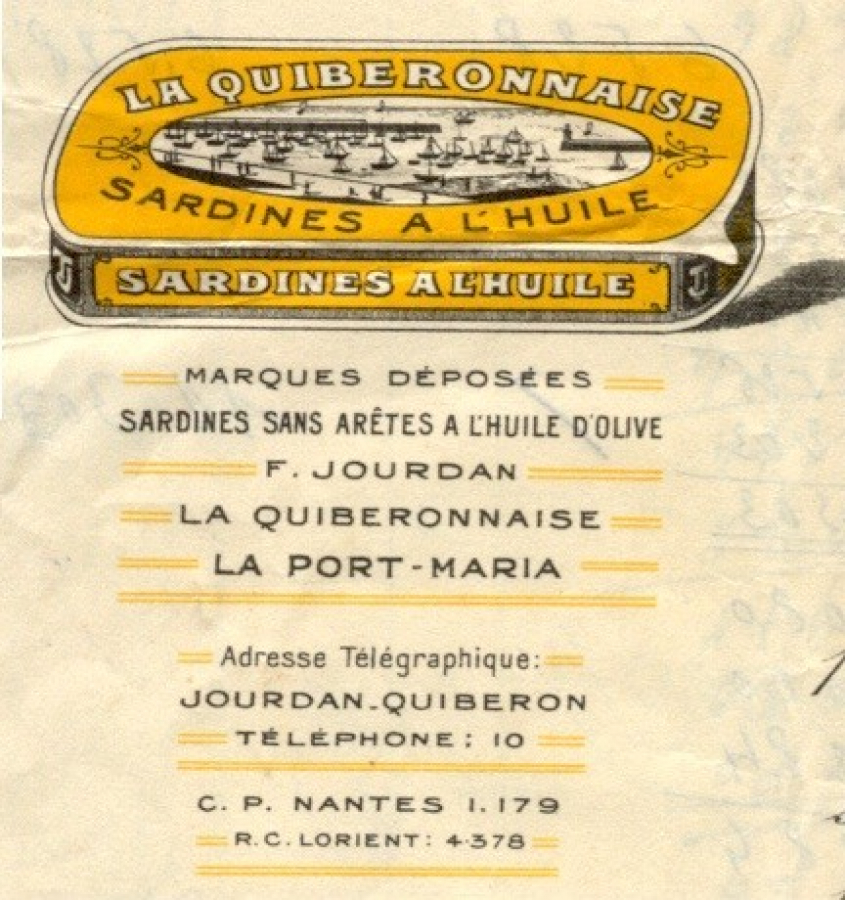 LA QUIBERONNAISE
SARDINES A L'HUILE
SARDINES A L'HUILE
MARQUES DÉPOSÉES
SARDINES SANS ARÊTES A L'HUILE D'OLIVE
F. JOURDAN
LA QUIBERONNAISE
LA PORT-MARIA
Adresse Télégraphique:
JOURDAN-QUIBERON
TÉLÉPHONE: 10
C. P. NANTES 1.179
R.C. LORIENT: 4.378